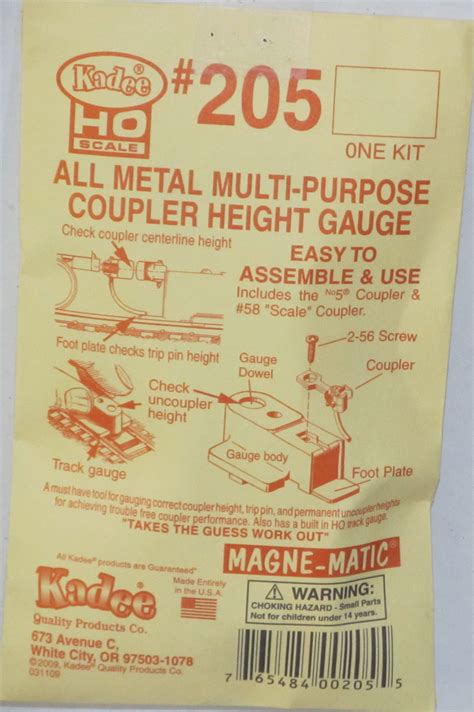 Kadee®
HO
SCALE
#205
ONE KIT
ALL METAL MULTI-PURPOSE
COUPLER HEIGHT GAUGE
Check coupler centerline height
EASY TO
ASSEMBLE & USE
Includes the No5® Coupler &
#58 "Scale" Coupler.
Foot plate checks trip pin height
2-56 Screw
Gauge
Dowel
Coupler
Check
uncoupler
height
Gauge body
Track gauge
Foot Plate
A must have tool for gauging correct coupler height, trip pin, and permanent uncoupler heights
for achieving trouble free coupler performance. Also has a built in HO track gauge.
"TAKES THE GUESS WORK OUT"
MAGNE-MATIC®
All Kadee® products are Guaranteed"
Kadee®
Quality Products Co.
Made Entirely
in the U.S.A.
673 Avenue C,
White City, OR 97503-1078
©2009, Kadee® Quality Products Co.
031109
WARNING:
CHOKING HAZARD - Small Parts
Not for children under 14 years.
7 65484 00205 5